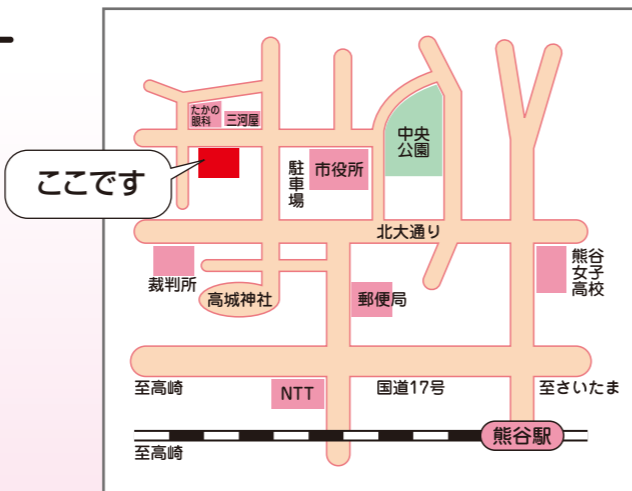 たかの
眼科
三河屋
ここです
駐車場
市役所
中央
公園
北大通り
裁判所
高城神社
郵便局
熊谷
女子
高校
至高崎
NTT
国道17号
至さいたま
熊谷駅
至高崎